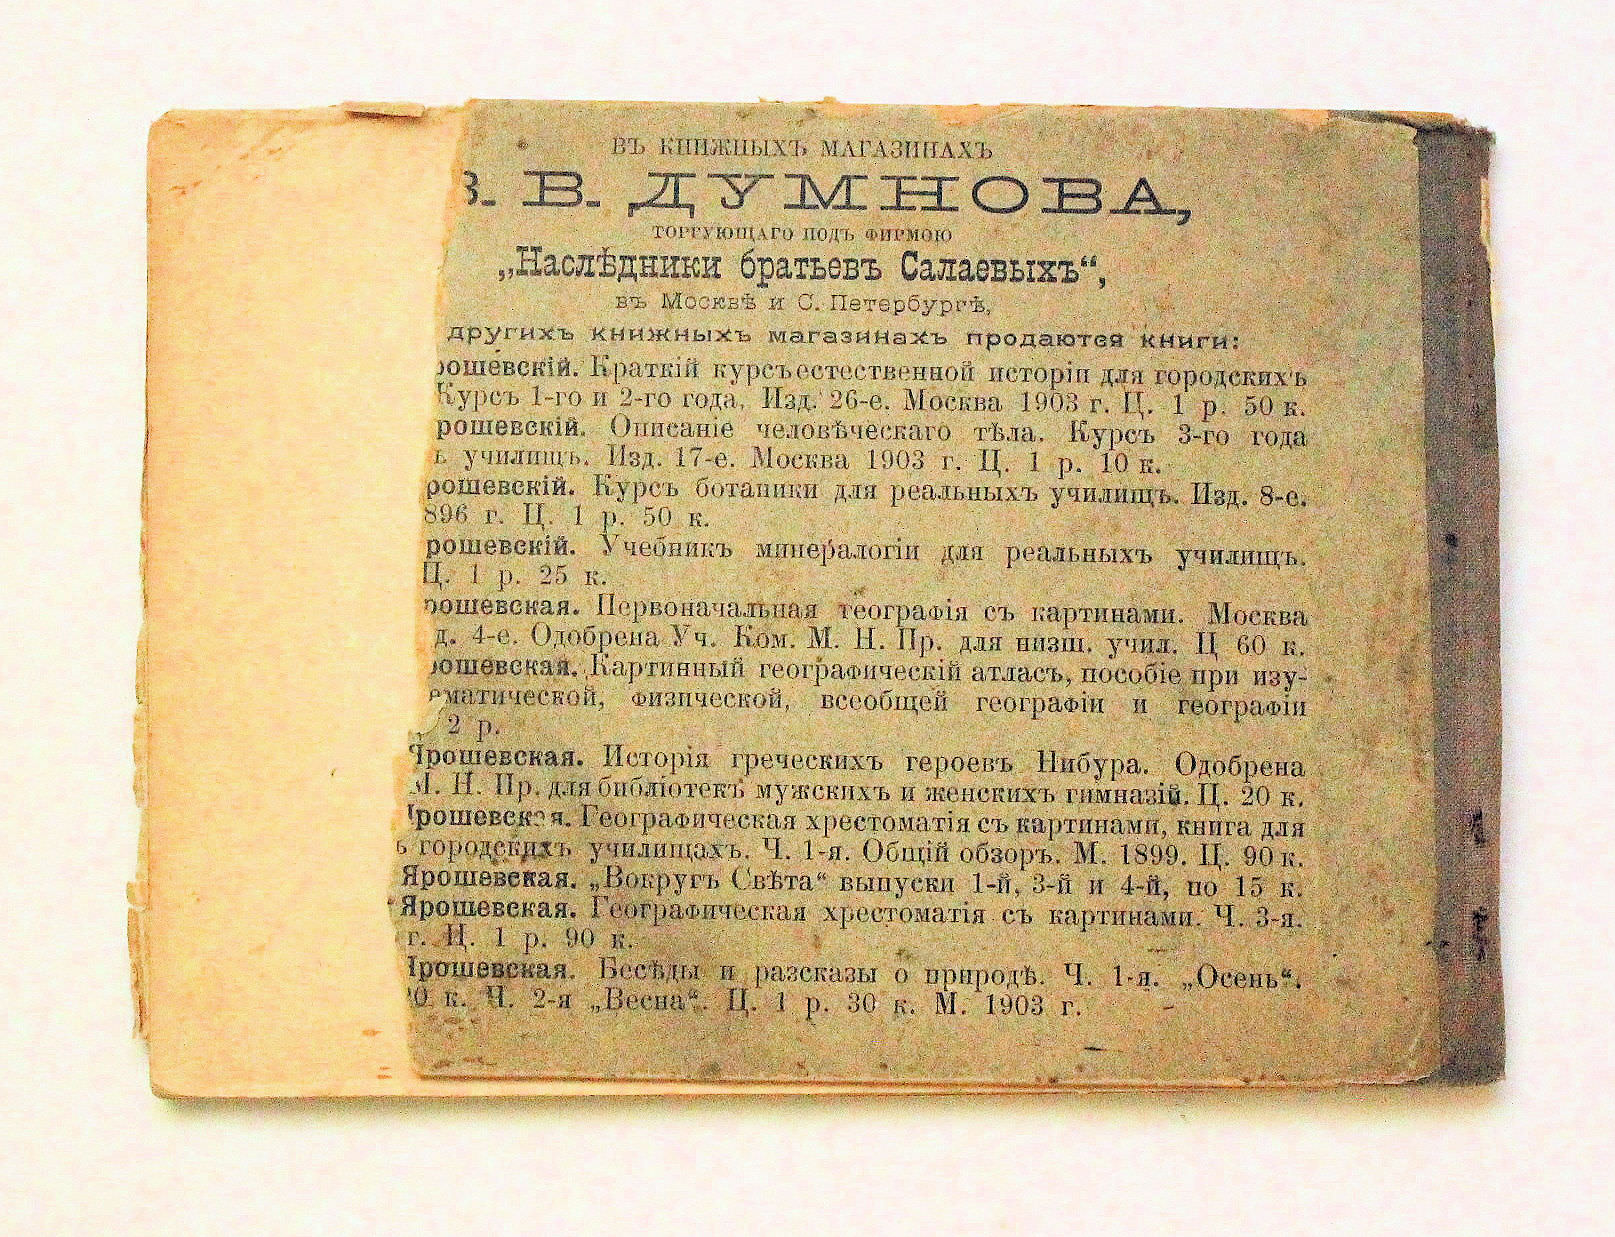 ВЪ КНИЖНЫХЪ МАГАЗИНАХЪ
В. В. ДУМНОВА,
ТОРГУЮЩАГО ПОДЪ ФИРМОЮ
„Наслѣдники братьевъ Салаевыхъ“,
въ Москвѣ и С. Петербургѣ,
другихъ книжныхъ магазинахъ продаются книги:
рошевскій. Краткій курсъ естественной исторіи для городскихъ
Курсъ 1-го и 2-го года, Изд. 26-е. Москва 1903 г. Ц. 1 р. 50 к.
рошевскій. Описаніе человѣческаго тѣла. Курсъ 3-го года
ъ училищъ. Изд. 17-е. Москва 1903 г. Ц. 1 р. 10 к.
рошевскій. Курсъ ботаники для реальныхъ училищъ. Изд. 8-е.
896 г. Ц. 1 р. 50 к.
рошевскій. Учебникъ минералогіи для реальныхъ училищъ.
Ц. 1 р. 25 к.
рошевская. Первоначальная географія съ картинами. Москва
д. 4-е. Одобрена Уч. Ком. М. Н. Пр. для низш. учил. Ц 60 к.
рошевская. Картинный географическій атласъ, пособіе при изу-
ематической, физической, всеобщей географіи и географіи
2 р.
Ярошевская. Исторія греческихъ героевъ Нибура. Одобрена
М. Н. Пр. для библіотекъ мужскихъ и женскихъ гимназій. Ц. 20 к.
Ярошевская. Географическая хрестоматія съ картинами, книга для
ъ городскихъ училищахъ. Ч. 1-я. Общій обзоръ. М. 1899. Ц. 90 к.
Ярошевская. „Вокругъ Свѣта“ выпуски 1-й, 3-й и 4-й, по 15 к.
Ярошевская. Географическая хрестоматія съ картинами. Ч. 3-я.
г. Ц. 1 р. 90 к.
Ярошевская. Бесѣды и разсказы о природѣ. Ч. 1-я. „Осень“.
0 к. Ч. 2-я „Весна“. Ц. 1 р. 30 к. М. 1903 г.